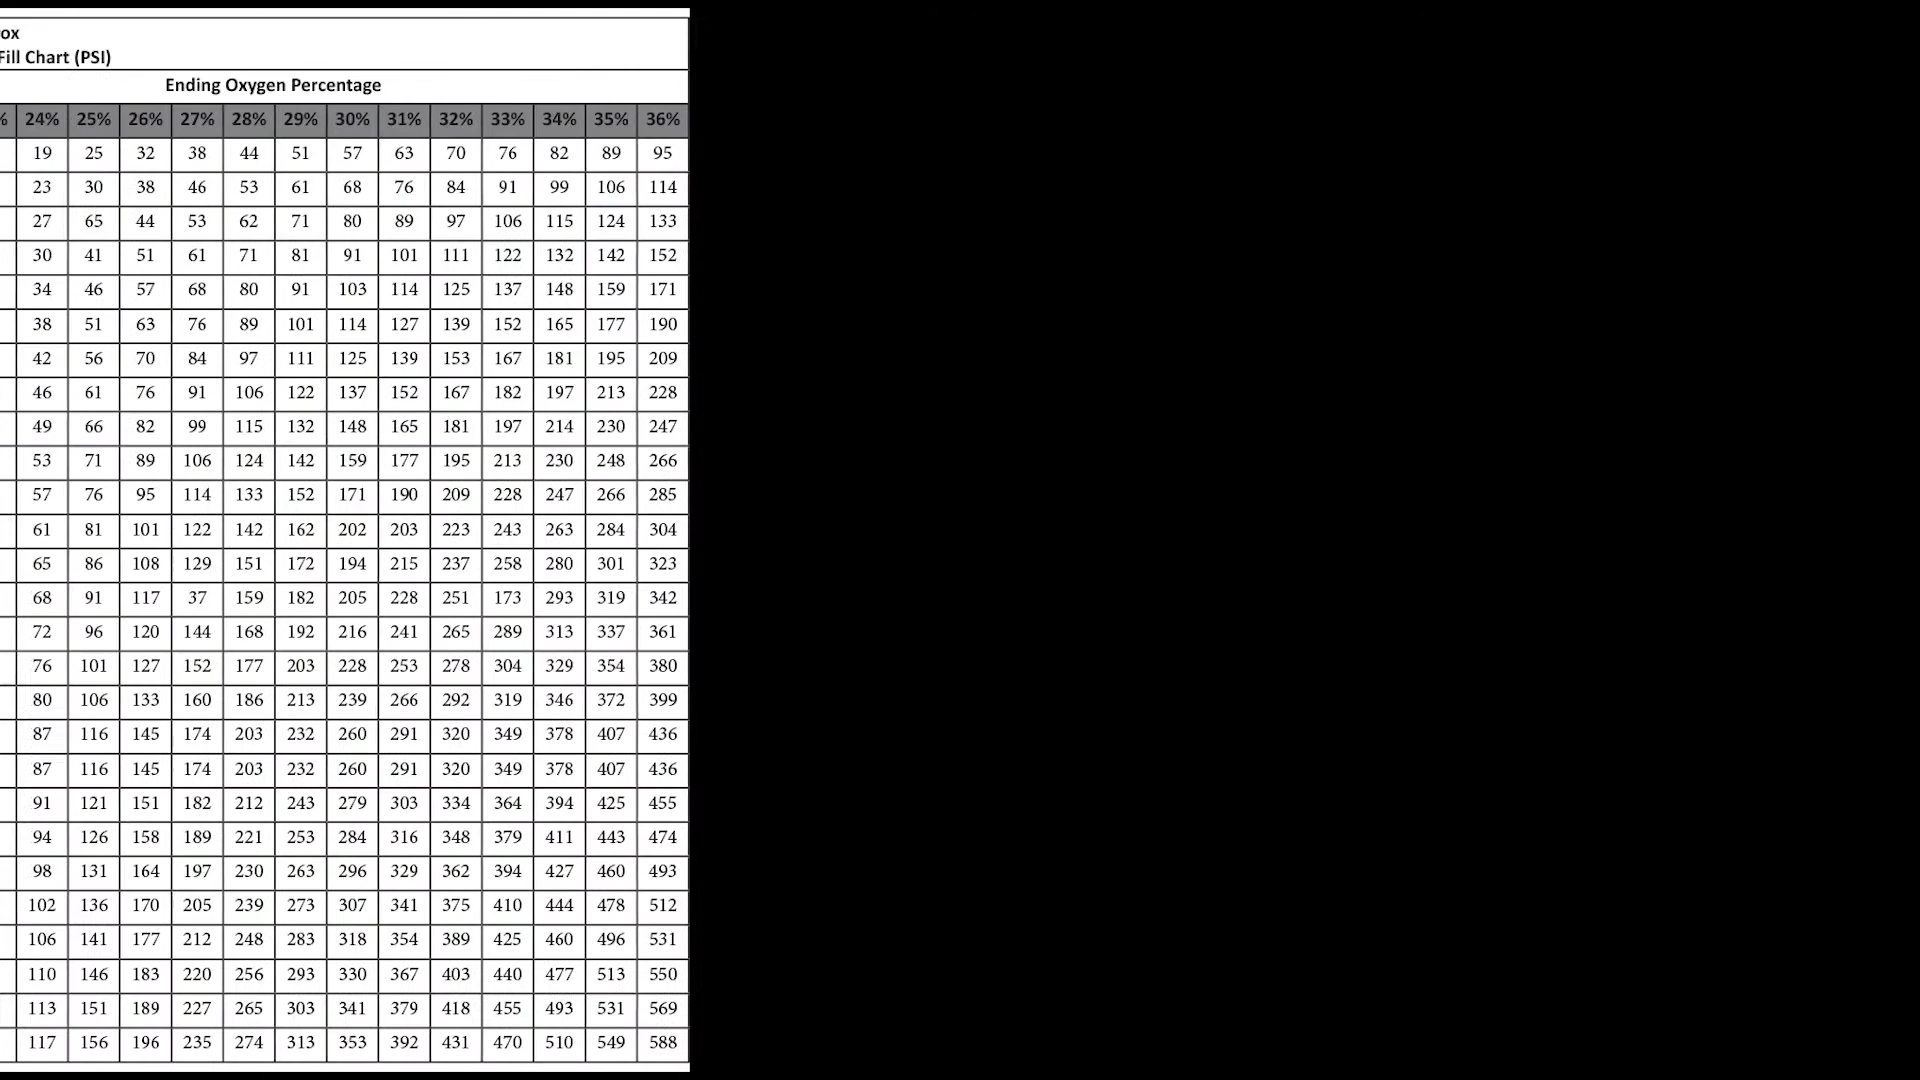 ox
Fill Chart (PSI)
Ending Oxygen Percentage
% 24% 25% 26% 27% 28% 29% 30% 31% 32% 33% 34% 35% 36%
19 25 32 38 44 51 57 63 70 76 82 89 95
23 30 38 46 53 61 68 76 84 91 99 106 114
27 65 44 53 62 71 80 89 97 106 115 124 133
30 41 51 61 71 81 91 101 111 122 132 142 152
34 46 57 68 80 91 103 114 125 137 148 159 171
38 51 63 76 89 101 114 127 139 152 165 177 190
42 56 70 84 97 111 125 139 153 167 181 195 209
46 61 76 91 106 122 137 152 167 182 197 213 228
49 66 82 99 115 132 148 165 181 197 214 230 247
53 71 89 106 124 142 159 177 195 213 230 248 266
57 76 95 114 133 152 171 190 209 228 247 266 285
61 81 101 122 142 162 202 203 223 243 263 284 304
65 86 108 129 151 172 194 215 237 258 280 301 323
68 91 117 37 159 182 205 228 251 173 293 319 342
72 96 120 144 168 192 216 241 265 289 313 337 361
76 101 127 152 177 203 228 253 278 304 329 354 380
80 106 133 160 186 213 239 266 292 319 346 372 399
87 116 145 174 203 232 260 291 320 349 378 407 436
87 116 145 174 203 232 260 291 320 349 378 407 436
91 121 151 182 212 243 279 303 334 364 394 425 455
94 126 158 189 221 253 284 316 348 379 411 443 474
98 131 164 197 230 263 296 329 362 394 427 460 493
102 136 170 205 239 273 307 341 375 410 444 478 512
106 141 177 212 248 283 318 354 389 425 460 496 531
110 146 183 220 256 293 330 367 403 440 477 513 550
113 151 189 227 265 303 341 379 418 455 493 531 569
117 156 196 235 274 313 353 392 431 470 510 549 588